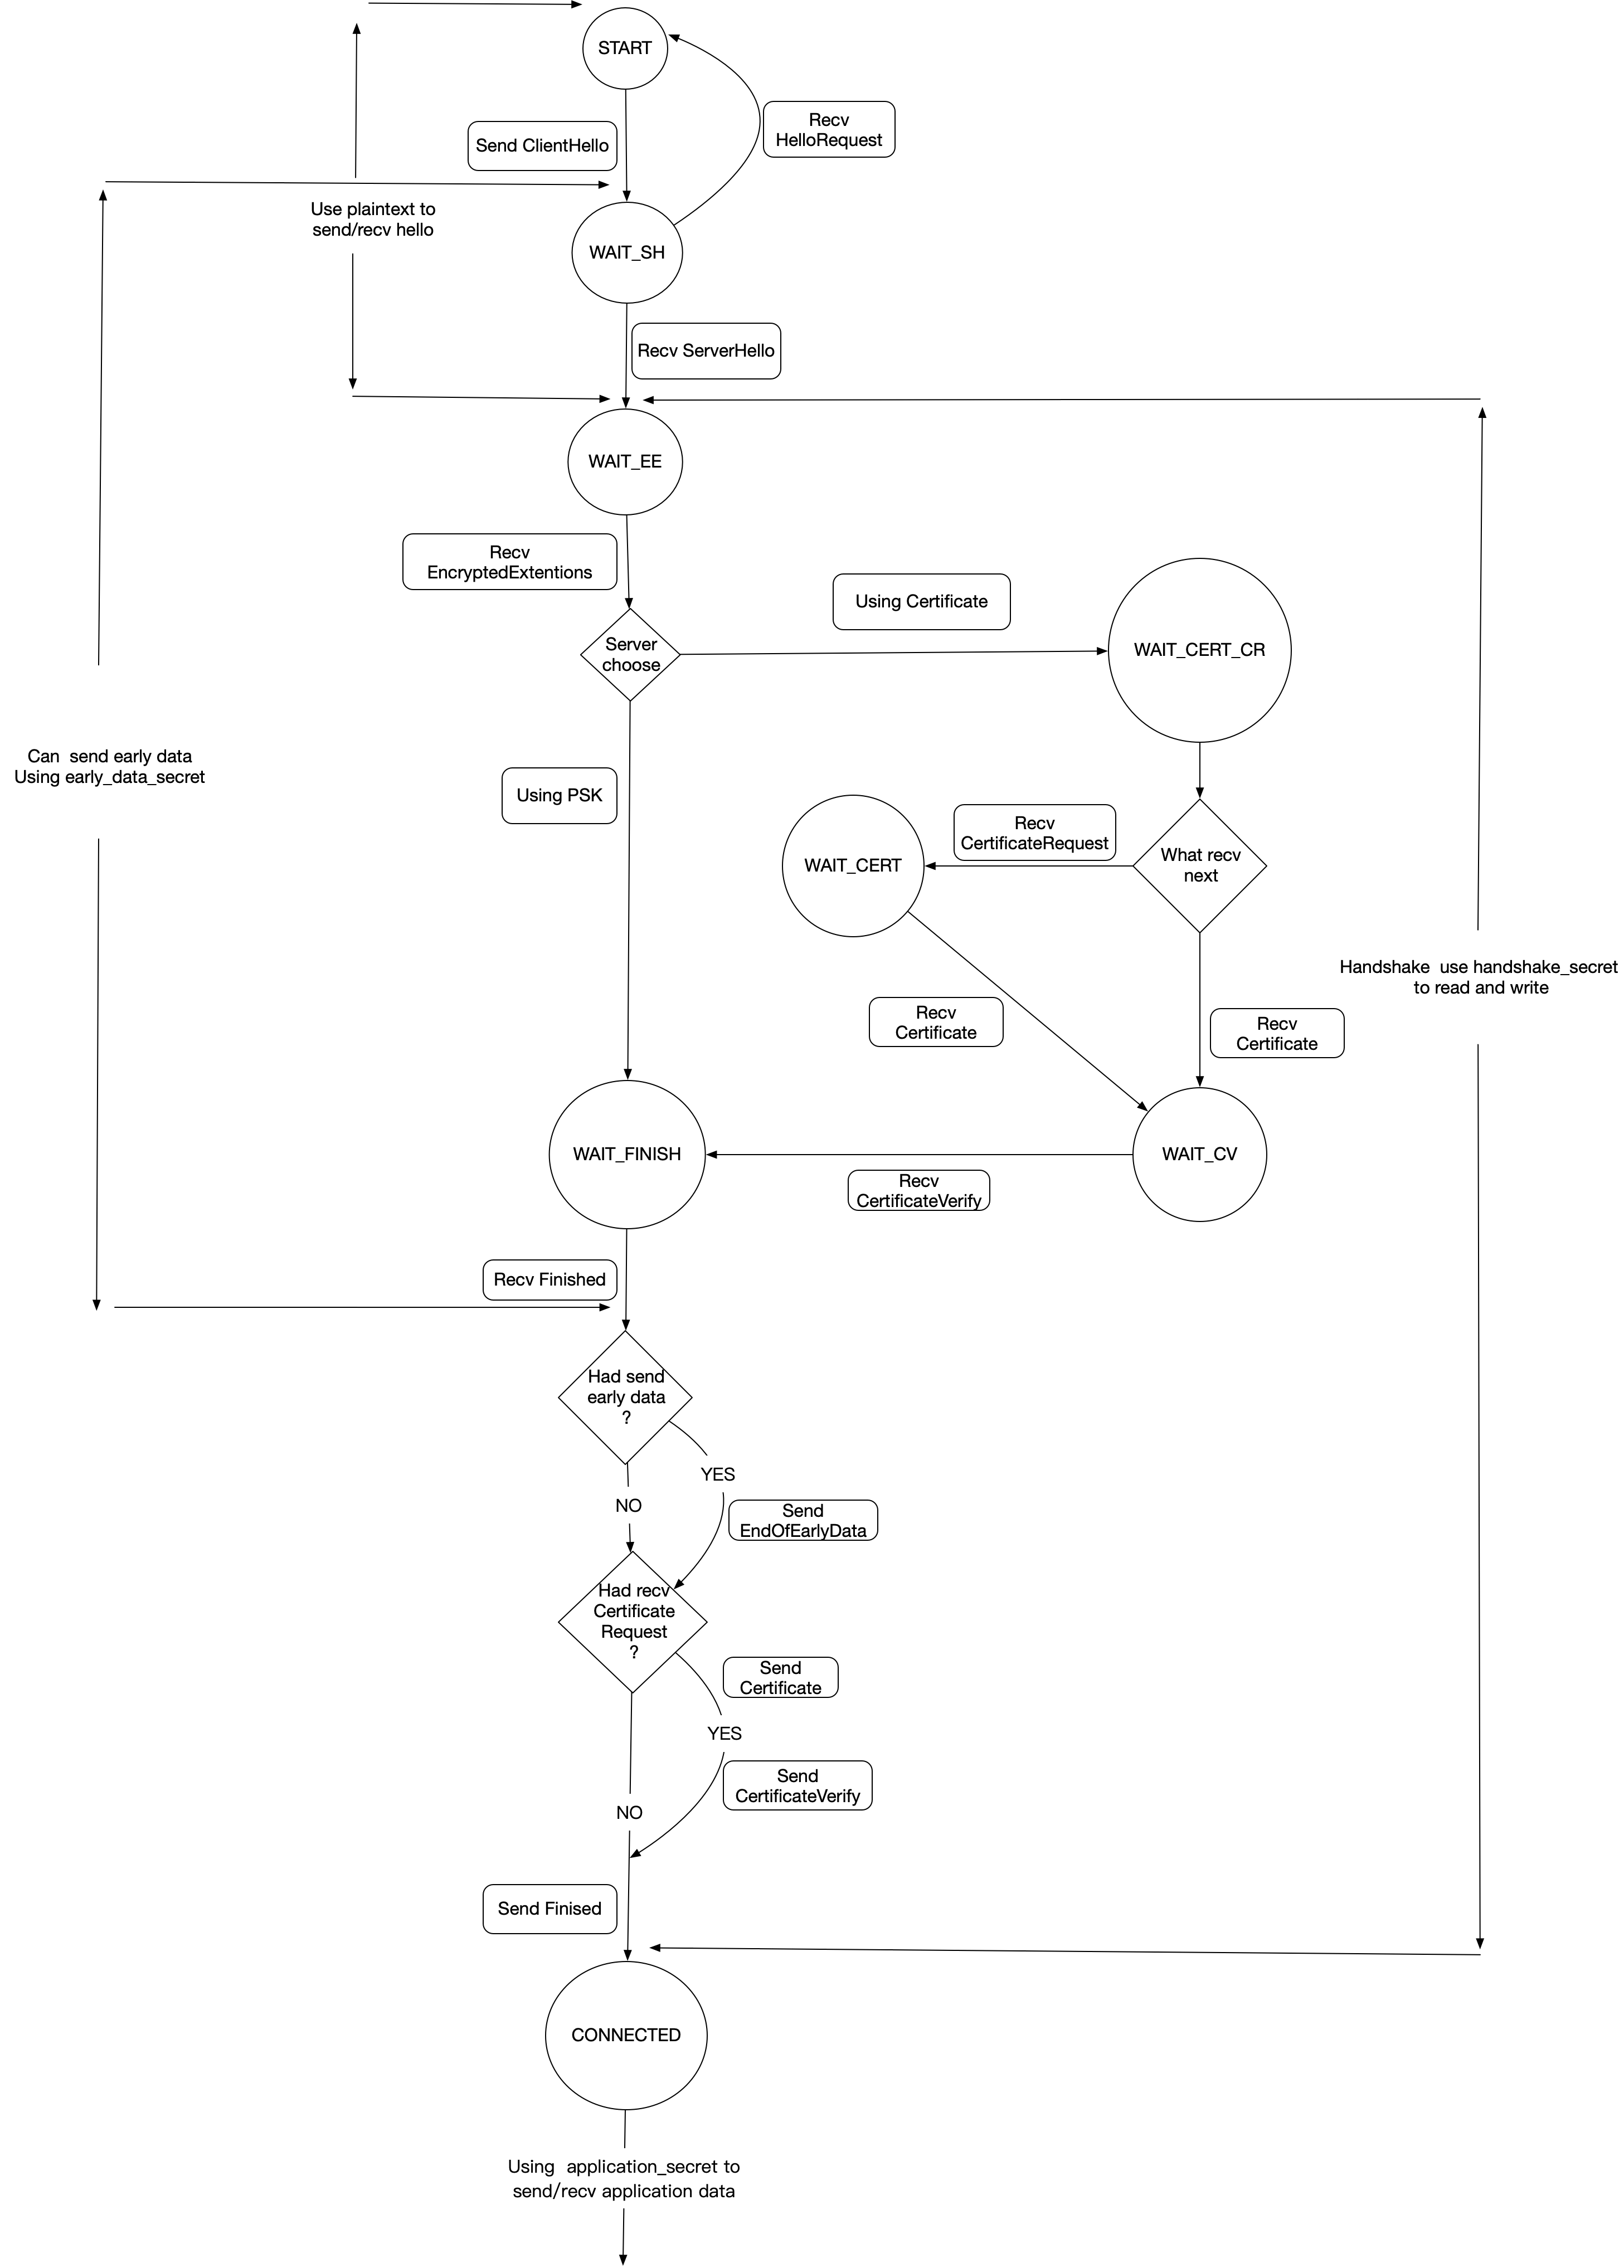 START
Recv
HelloRequest
Send ClientHello
Use plaintext to
send/recv hello
WAIT_SH
Recv ServerHello
WAIT_EE
Recv
EncryptedExtentions
Using Certificate
Server
choose
WAIT_CERT_CR
Can  send early data
Using early_data_secret
Using PSK
Recv
CertificateRequest
WAIT_CERT
What recv
next
Handshake  use handshake_secret
to read and write
Recv
Certificate
Recv
Certificate
WAIT_FINISH
WAIT_CV
Recv
CertificateVerify
Recv Finished
Had send
early data
?
YES
NO
Send
EndOfEarlyData
Had recv
Certificate
Request
?
Send
Certificate
YES
Send
CertificateVerify
NO
Send Finised
CONNECTED
Using  application_secret to
send/recv application data